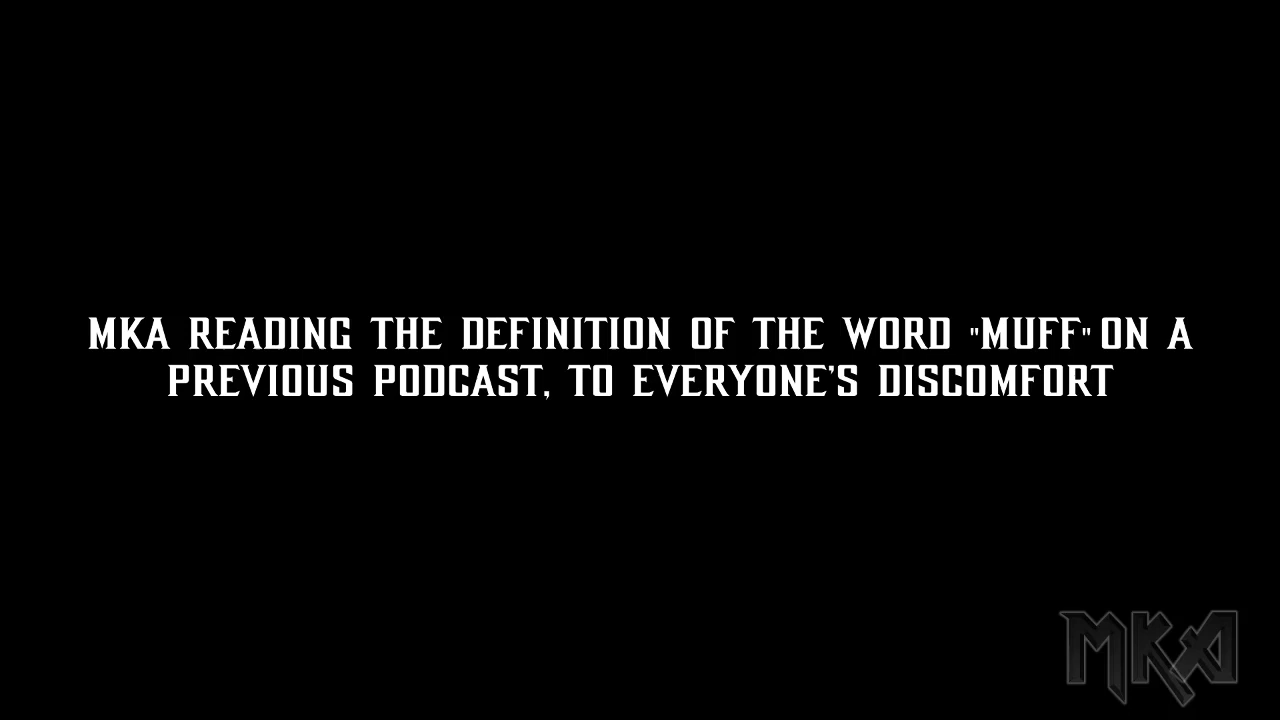 MKA READING THE DEFINITION OF THE WORD "MUFF" ON A
PREVIOUS PODCAST, TO EVERYONE'S DISCOMFORT
MKA